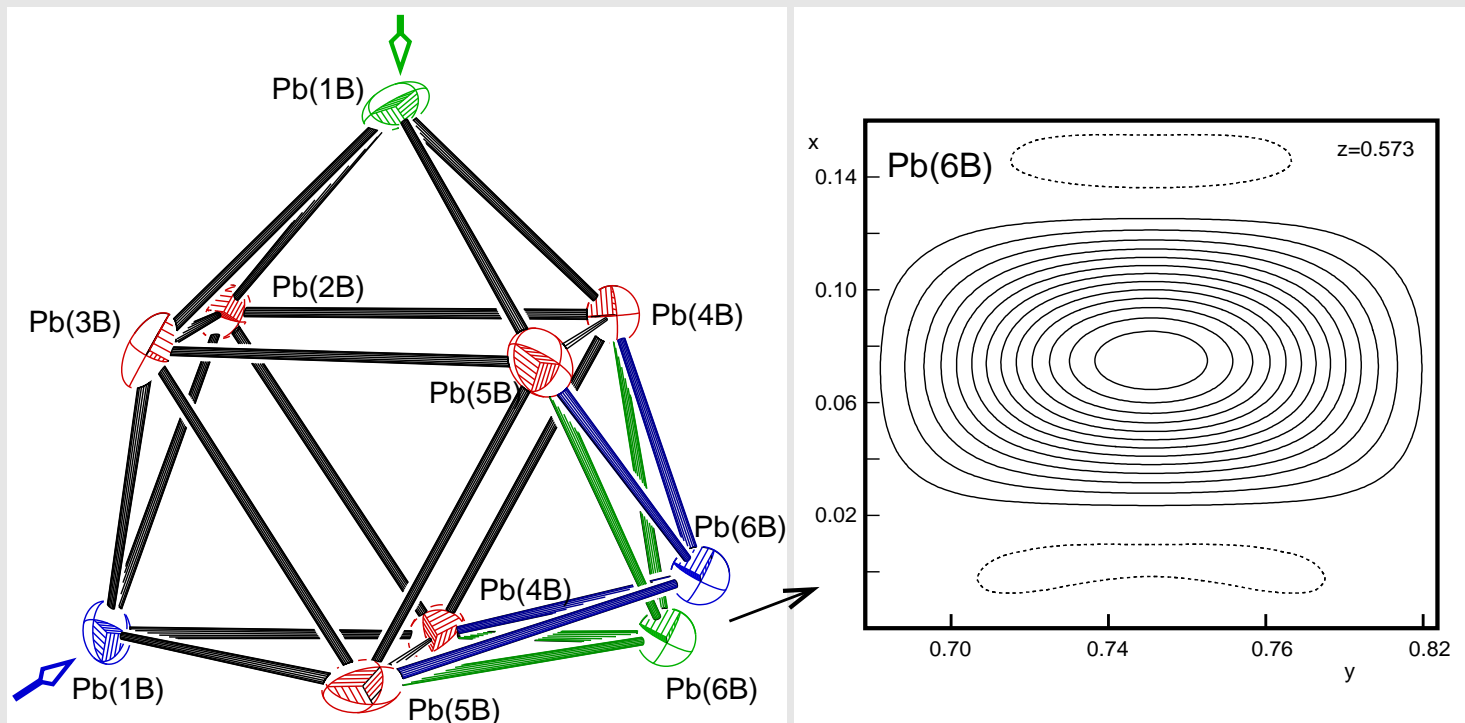 Pb(1B)
Pb(2B)
Pb(3B)
Pb(4B)
Pb(5B)
Pb(6B)
Pb(4B)
Pb(1B)
Pb(6B)
Pb(5B)
x
Pb(6B)
z=0.573
0.14
0.10
0.06
0.02
0.70
0.74
0.76
0.82
y